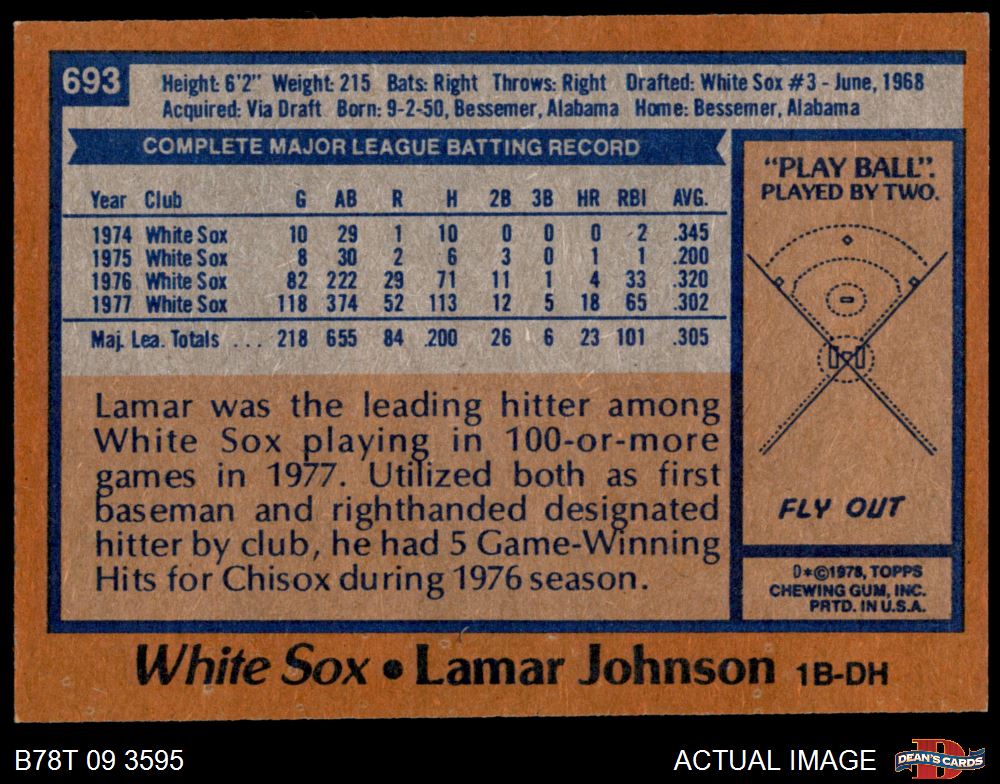 693
Height: 6'2" Weight: 215 Bats: Right Throws: Right Drafted: White Sox #3 - June, 1968
Acquired: Via Draft Born: 9-2-50, Bessemer, Alabama Home: Bessemer, Alabama
COMPLETE MAJOR LEAGUE BATTING RECORD
Year Club G AB R H 2B 3B HR RBI AVG.
1974 White Sox 10 29 1 10 0 0 0 2 .345
1975 White Sox 8 30 2 6 3 0 1 1 .200
1976 White Sox 82 222 29 71 11 1 4 33 .320
1977 White Sox 118 374 52 113 12 5 18 65 .302
Maj. Lea. Totals ... 218 655 84 200 26 6 23 101 .305
Lamar was the leading hitter among
White Sox playing in 100-or-more
games in 1977. Utilized both as first
baseman and righthanded designated
hitter by club, he had 5 Game-Winning
Hits for Chisox during 1976 season.
"PLAY BALL".
PLAYED BY TWO.
FLY OUT
D*©1978, TOPPS
CHEWING GUM, INC.
PRTD. IN U.S.A.
White Sox • Lamar Johnson 1B-DH
B78T 09 3595
ACTUAL IMAGE
D
DEAN'S CARDS